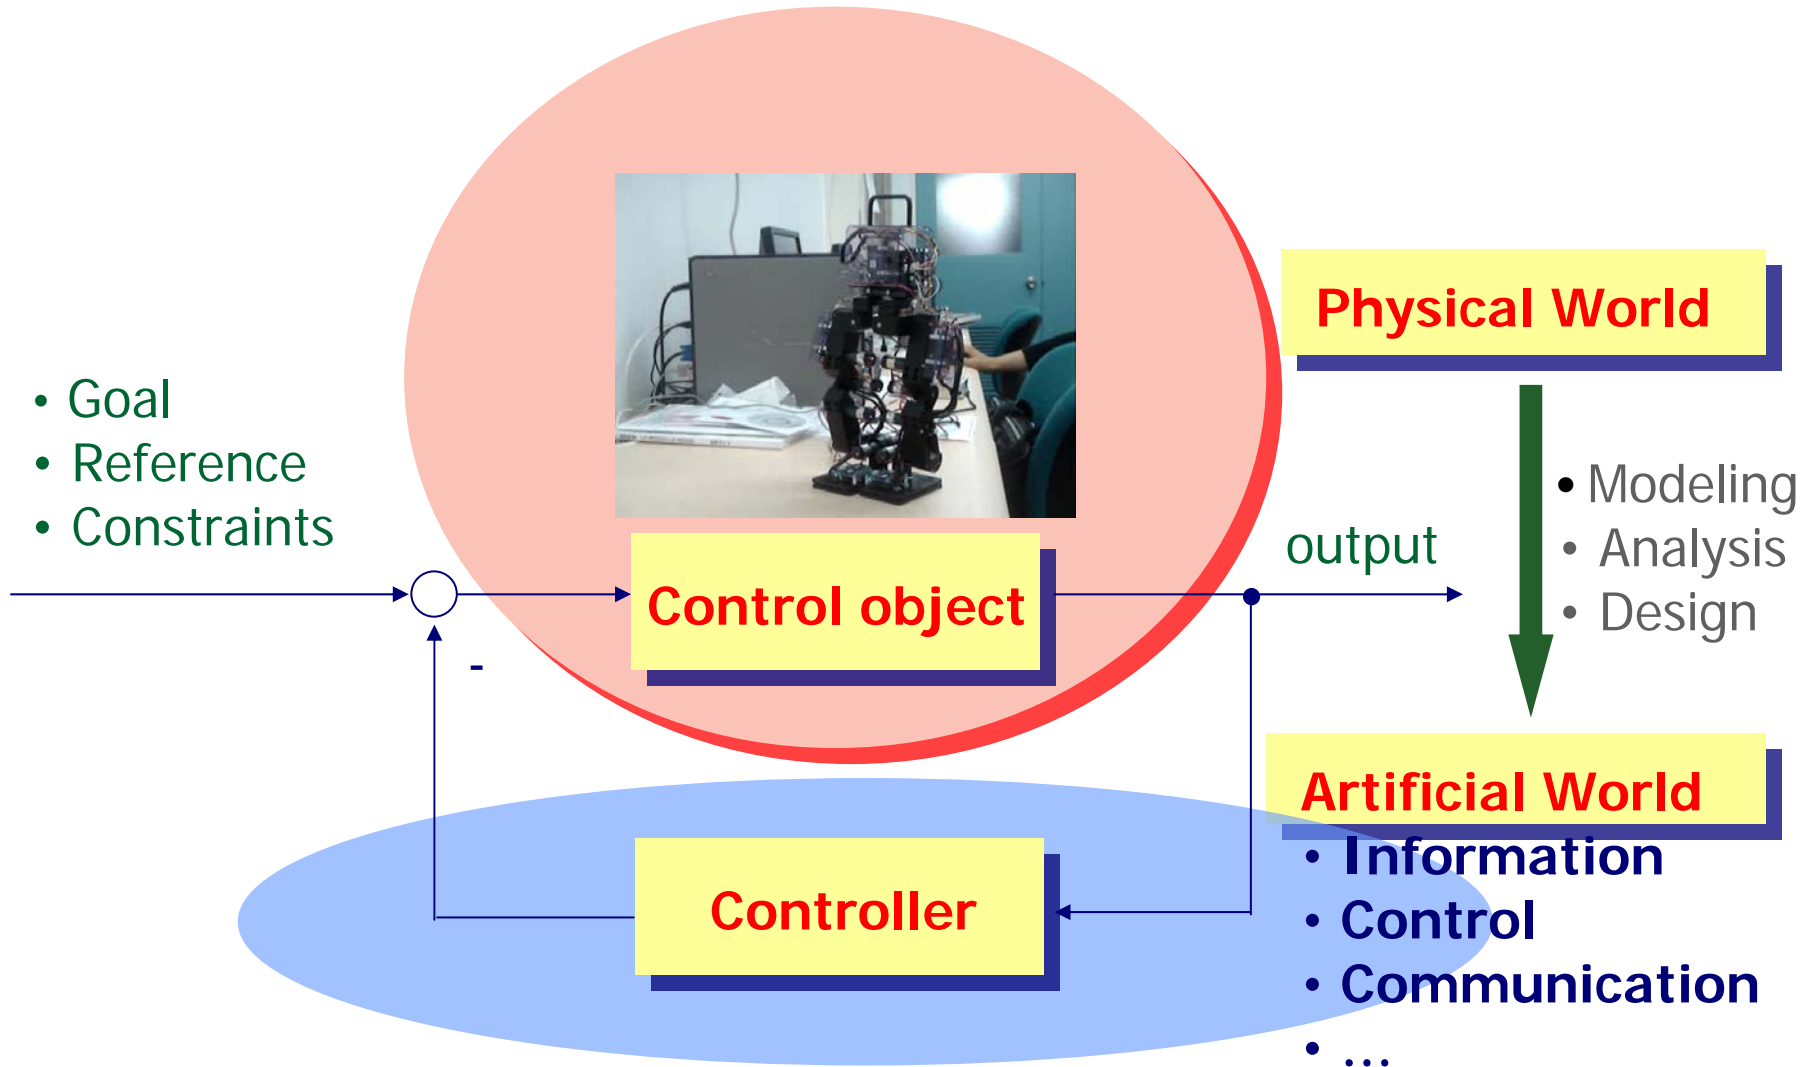 • Goal
• Reference
• Constraints
Control object
-
output
Controller
Physical World
• Modeling
• Analysis
• Design
Artificial World
• Information
• Control
• Communication
• ...